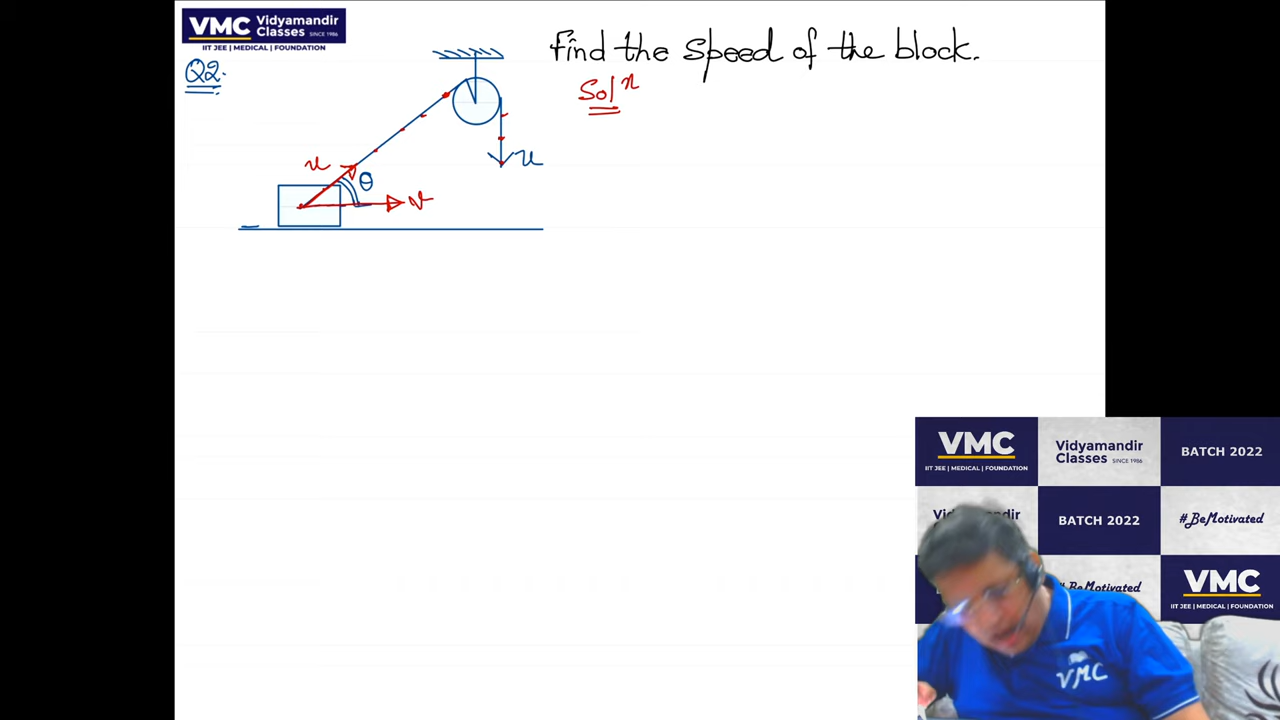 VMC Vidyamandir Classes SINCE 1986
IIT JEE | MEDICAL | FOUNDATION
Q2.
Find the speed of the block.
Solⁿ
u
θ
v
u
VMC
IIT JEE | MEDICAL | FOUNDATION
Vidyamandir Classes SINCE 1986
BATCH 2022
BATCH 2022
#BeMotivated
VMC
IIT JEE | MEDICAL | FOUNDATION
VMC